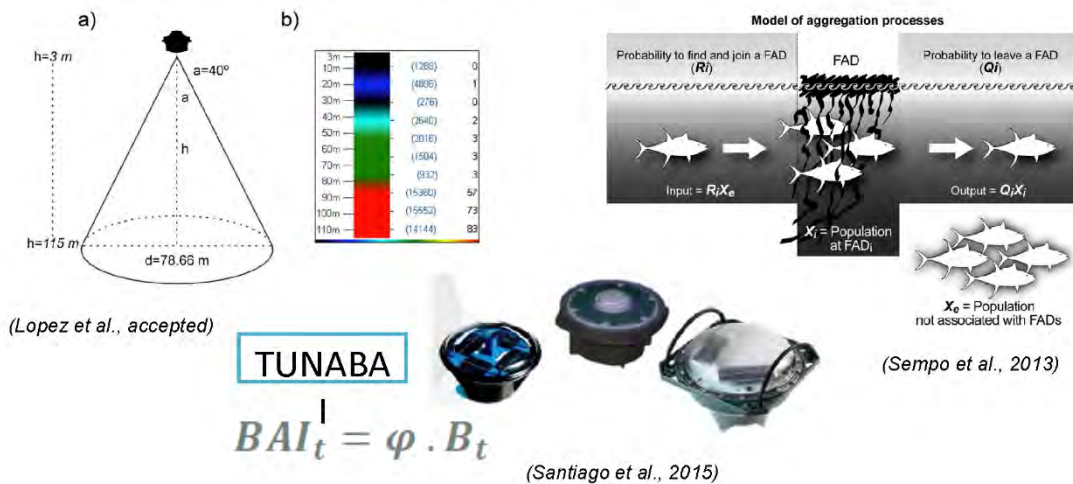 a)
h=3 m
a=40º
a
h
h=115 m
d=78.66 m
(Lopez et al., accepted)
b)
3m
10m (1288) 0
20m (4896) 1
30m (276) 0
40m (2640) 2
50m (2016) 3
60m (1504) 3
70m (932) 3
80m
90m (15360) 57
100m (15552) 73
110m (14144) 83
Model of aggregation processes
Probability to find and join a FAD
(Ri)
FAD
Probability to leave a FAD
(Qi)
Input = RiXe
Output = QiXi
Xi = Population
at FADi
Xe = Population
not associated with FADs
(Sempo et al., 2013)
TUNABA
BAIt = φ . Bt
(Santiago et al., 2015)